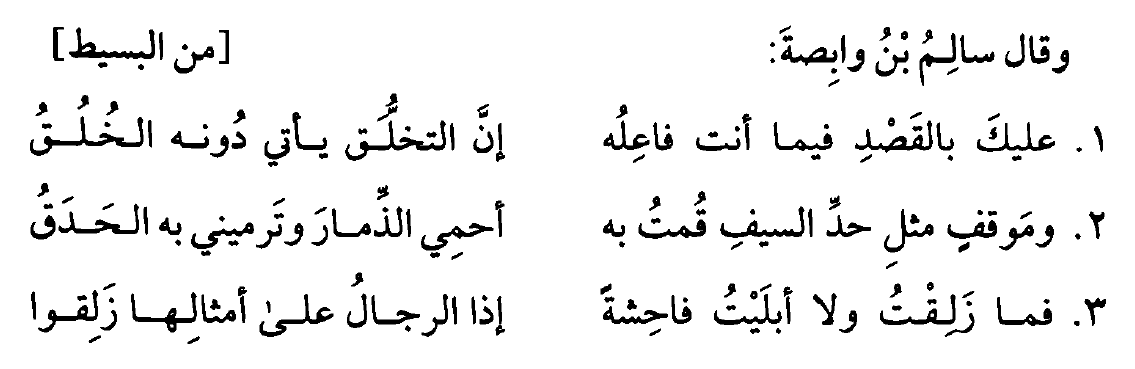 وقال سالِمُ بْنُ وابِصةَ: [من البسيط]
١. عليكَ بالقَصْدِ فيما أنت فاعِلُه إنَّ التخلُّق يأتي دُونه الخُلُقُ
٢. ومَوقفٍ مثلِ حدِّ السيفِ قُمتُ به أحمِي الذِّمارَ وتَرميني به الحَدَقُ
٣. فما زَلِقْتُ ولا أبلَيْتُ فاحِشةً إذا الرجالُ علىٰ أمثالِها زَلِقوا